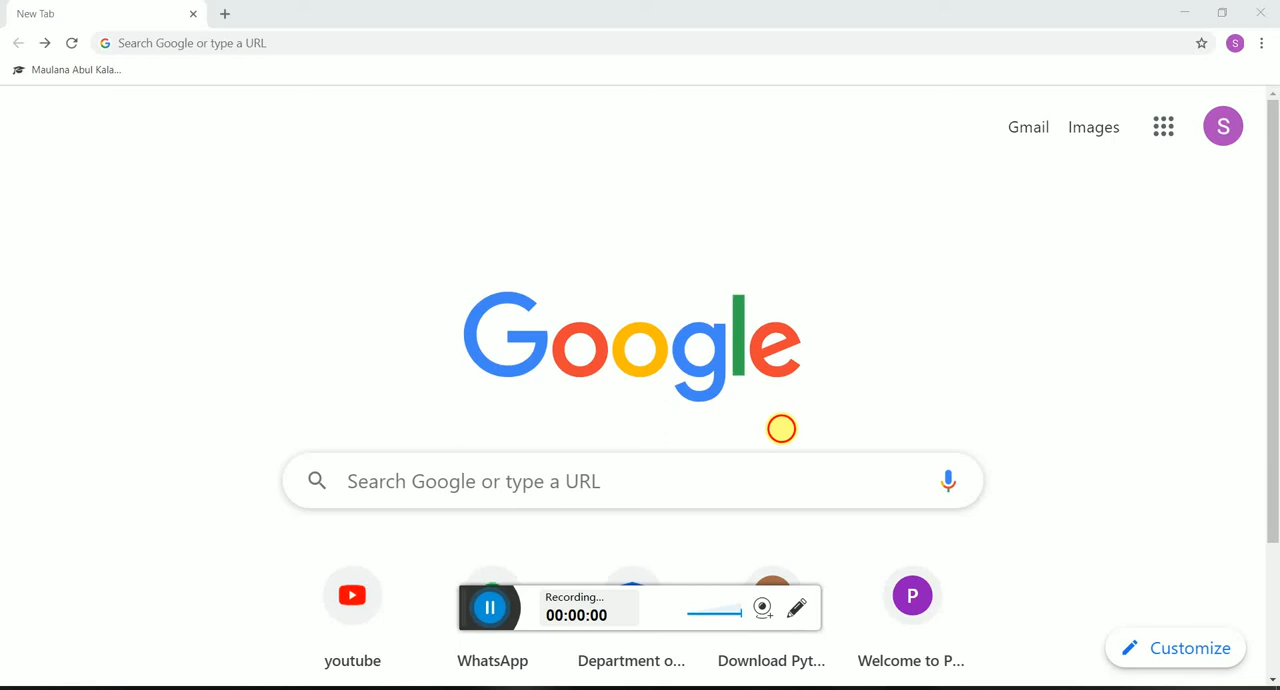 New Tab
Search Google or type a URL
S
Maulana Abul Kala...
Gmail Images
S
Google
Search Google or type a URL
P
Recording...
00:00:00
youtube WhatsApp Department o... Download Pyt... Welcome to P...
Customize